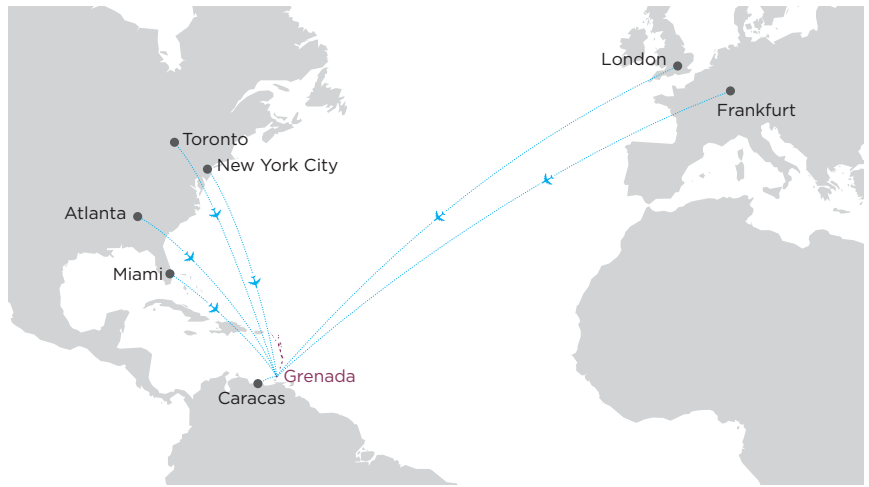 London
Frankfurt
Toronto
New York City
Atlanta
Miami
Grenada
Caracas